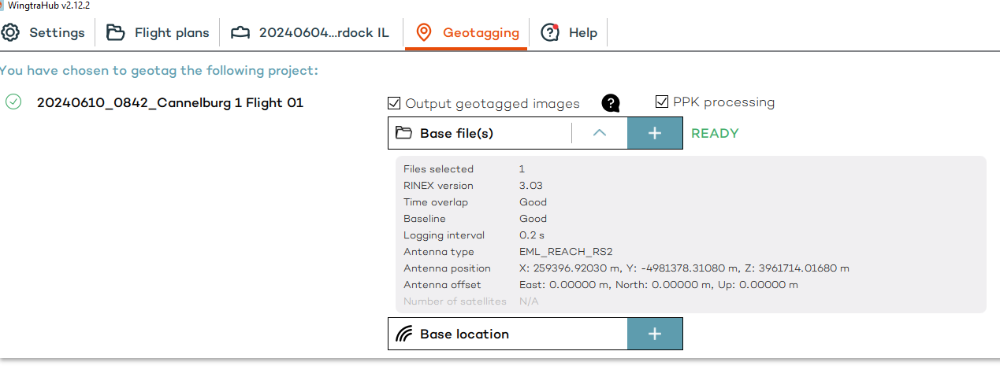 WingtraHub v2.12.2
Settings
Flight plans
20240604...rdock IL
Geotagging
Help
You have chosen to geotag the following project:
20240610_0842_Cannelburg 1 Flight 01
Output geotagged images
?
PPK processing
Base file(s)
+
READY
Files selected 1
RINEX version 3.03
Time overlap Good
Baseline Good
Logging interval 0.2 s
Antenna type EML_REACH_RS2
Antenna position X: 259396.92030 m, Y: -4981378.31080 m, Z: 3961714.01680 m
Antenna offset East: 0.00000 m, North: 0.00000 m, Up: 0.00000 m
Number of satellites N/A
Base location
+